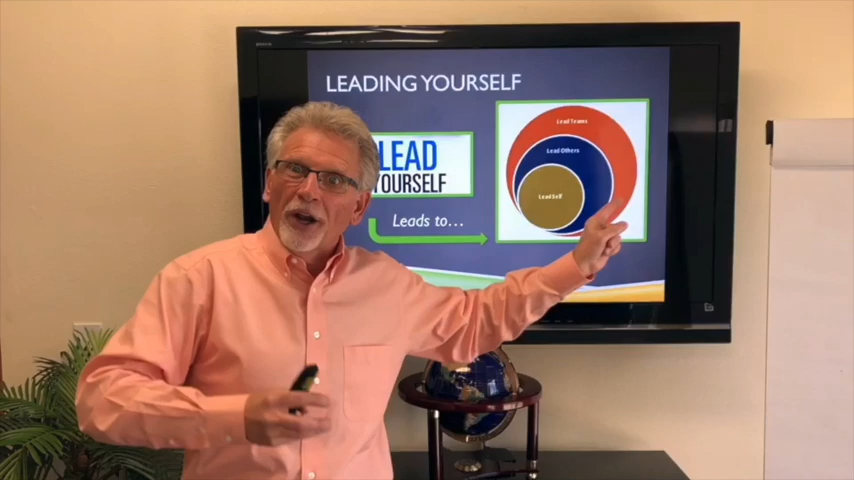 LEADING YOURSELF
LEAD
YOURSELF
Leads to...
Lead Teams
Lead Others
Lead Self